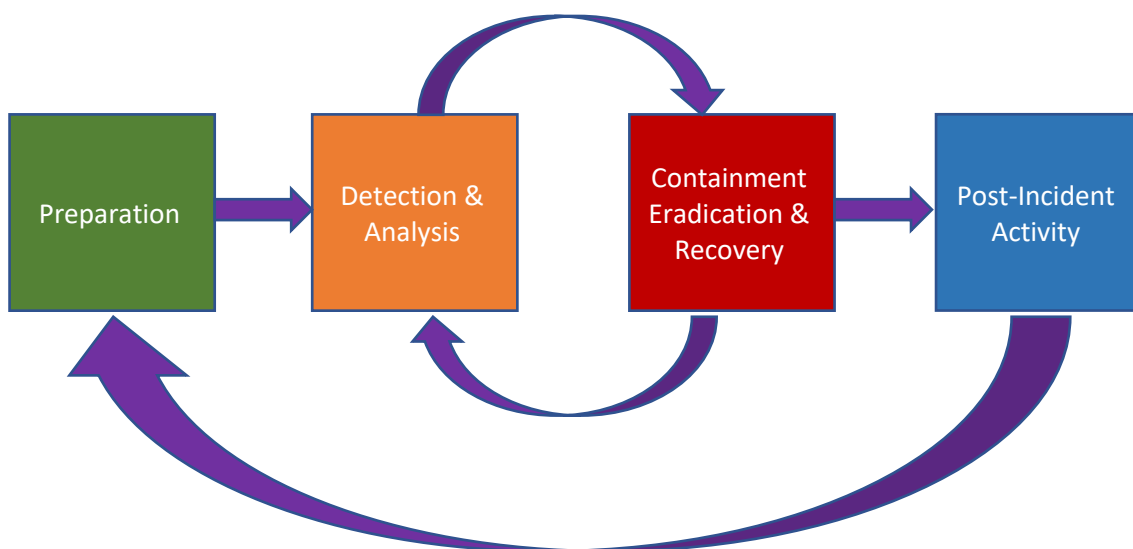 Preparation
Detection &
Analysis
Containment
Eradication &
Recovery
Post-Incident
Activity